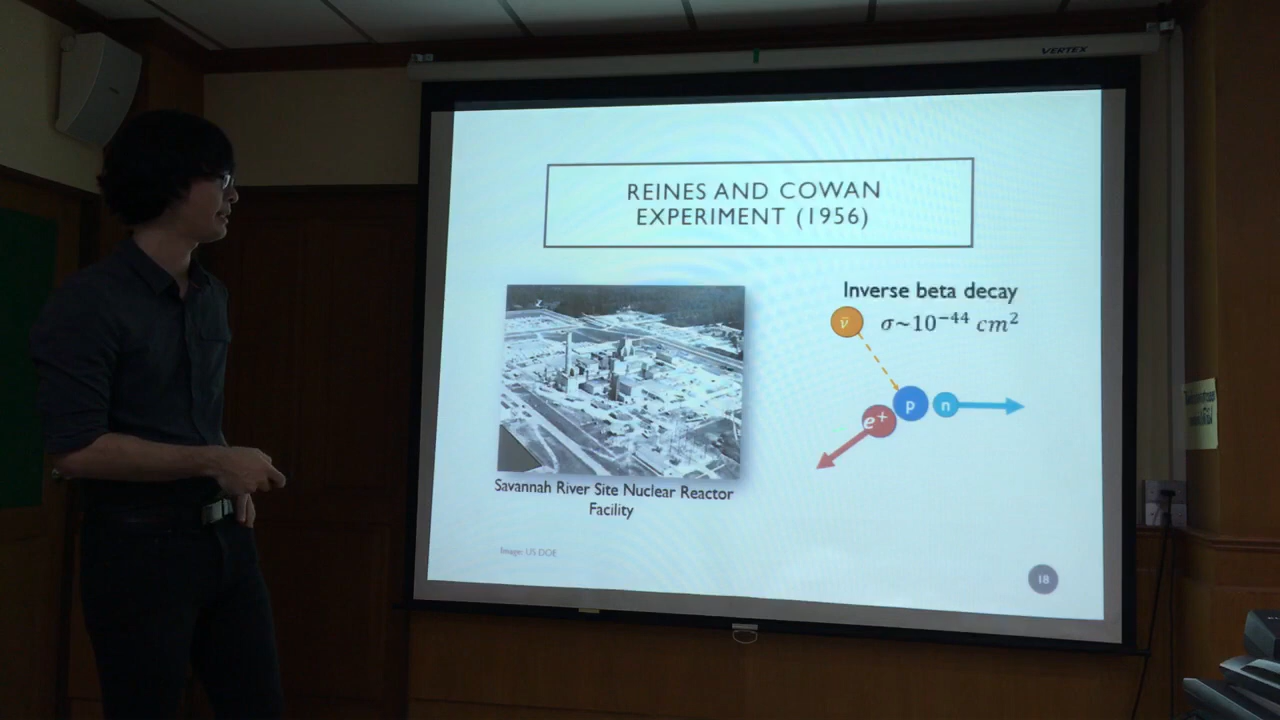 VERTEX
REINES AND COWAN
EXPERIMENT (1956)
Inverse beta decay
ν̄
σ~10⁻⁴⁴ cm²
p
n
e⁺
Savannah River Site Nuclear Reactor
Facility
Image: US DOE
18